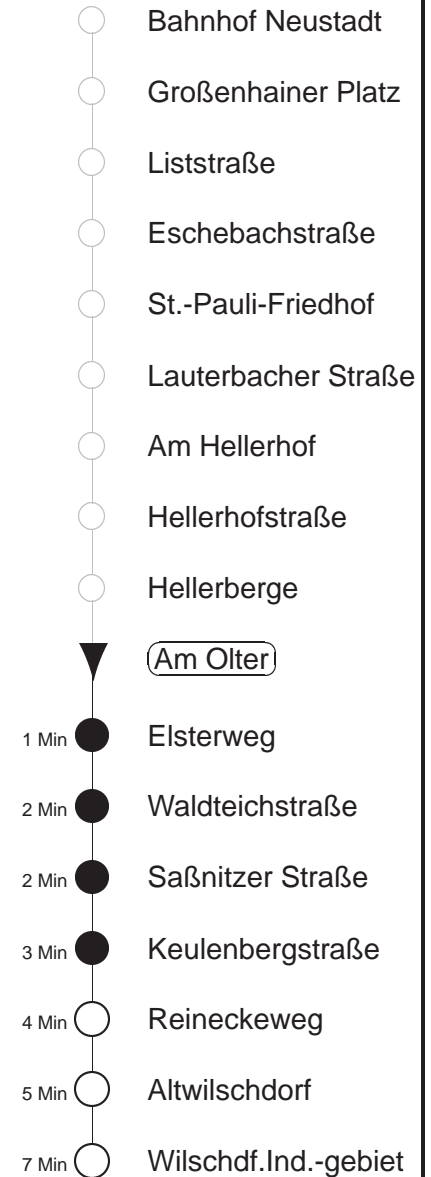 Bahnhof Neustadt
Großenhainer Platz
Liststraße
Eschebachstraße
St.-Pauli-Friedhof
Lauterbacher Straße
Am Hellerhof
Hellerhofstraße
Hellerberge
Am Olter
1 Min Elsterweg
2 Min Waldteichstraße
2 Min Saßnitzer Straße
3 Min Keulenbergstraße
4 Min Reineckeweg
5 Min Altwilschdorf
7 Min Wilschdf.Ind.-gebiet